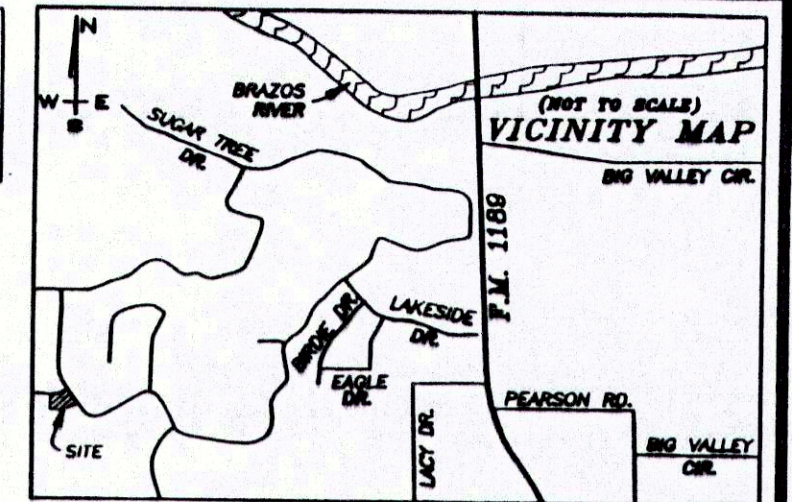 N
W E
S
BRAZOS
RIVER
SUGAR TREE
DR.
(NOT TO SCALE)
VICINITY MAP
BIG VALLEY CIR.
F.M. 1189
LAKESIDE
DR.
BIRDIE DR.
EAGLE
DR.
PEARSON RD.
LACY DR.
BIG VALLEY
CIR.
SITE